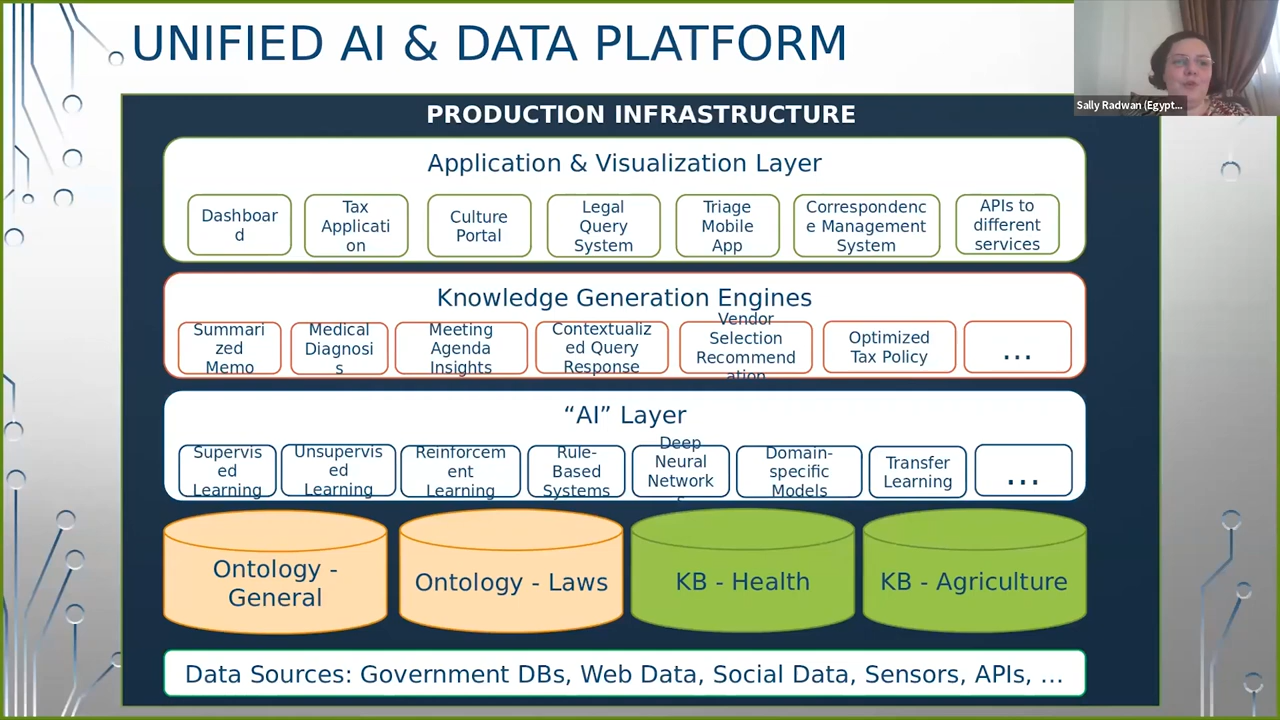 UNIFIED AI & DATA PLATFORM
Sally Radwan (Egypt...
PRODUCTION INFRASTRUCTURE
Application & Visualization Layer
Dashboar
d
Tax
Applicati
on
Culture
Portal
Legal
Query
System
Triage
Mobile
App
Correspondenc
e Management
System
APIs to
different
services
Knowledge Generation Engines
Summari
zed
Memo
Medical
Diagnosi
s
Meeting
Agenda
Insights
Contextualiz
ed Query
Response
Vendor
Selection
Recommend
ation
Optimized
Tax Policy
...
“AI” Layer
Supervis
ed
Learning
Unsupervis
ed
Learning
Reinforcem
ent
Learning
Rule-
Based
Systems
Deep
Neural
Network
s
Domain-
specific
Models
Transfer
Learning
...
Ontology -
General
Ontology - Laws
KB - Health
KB - Agriculture
Data Sources: Government DBs, Web Data, Social Data, Sensors, APIs, ...